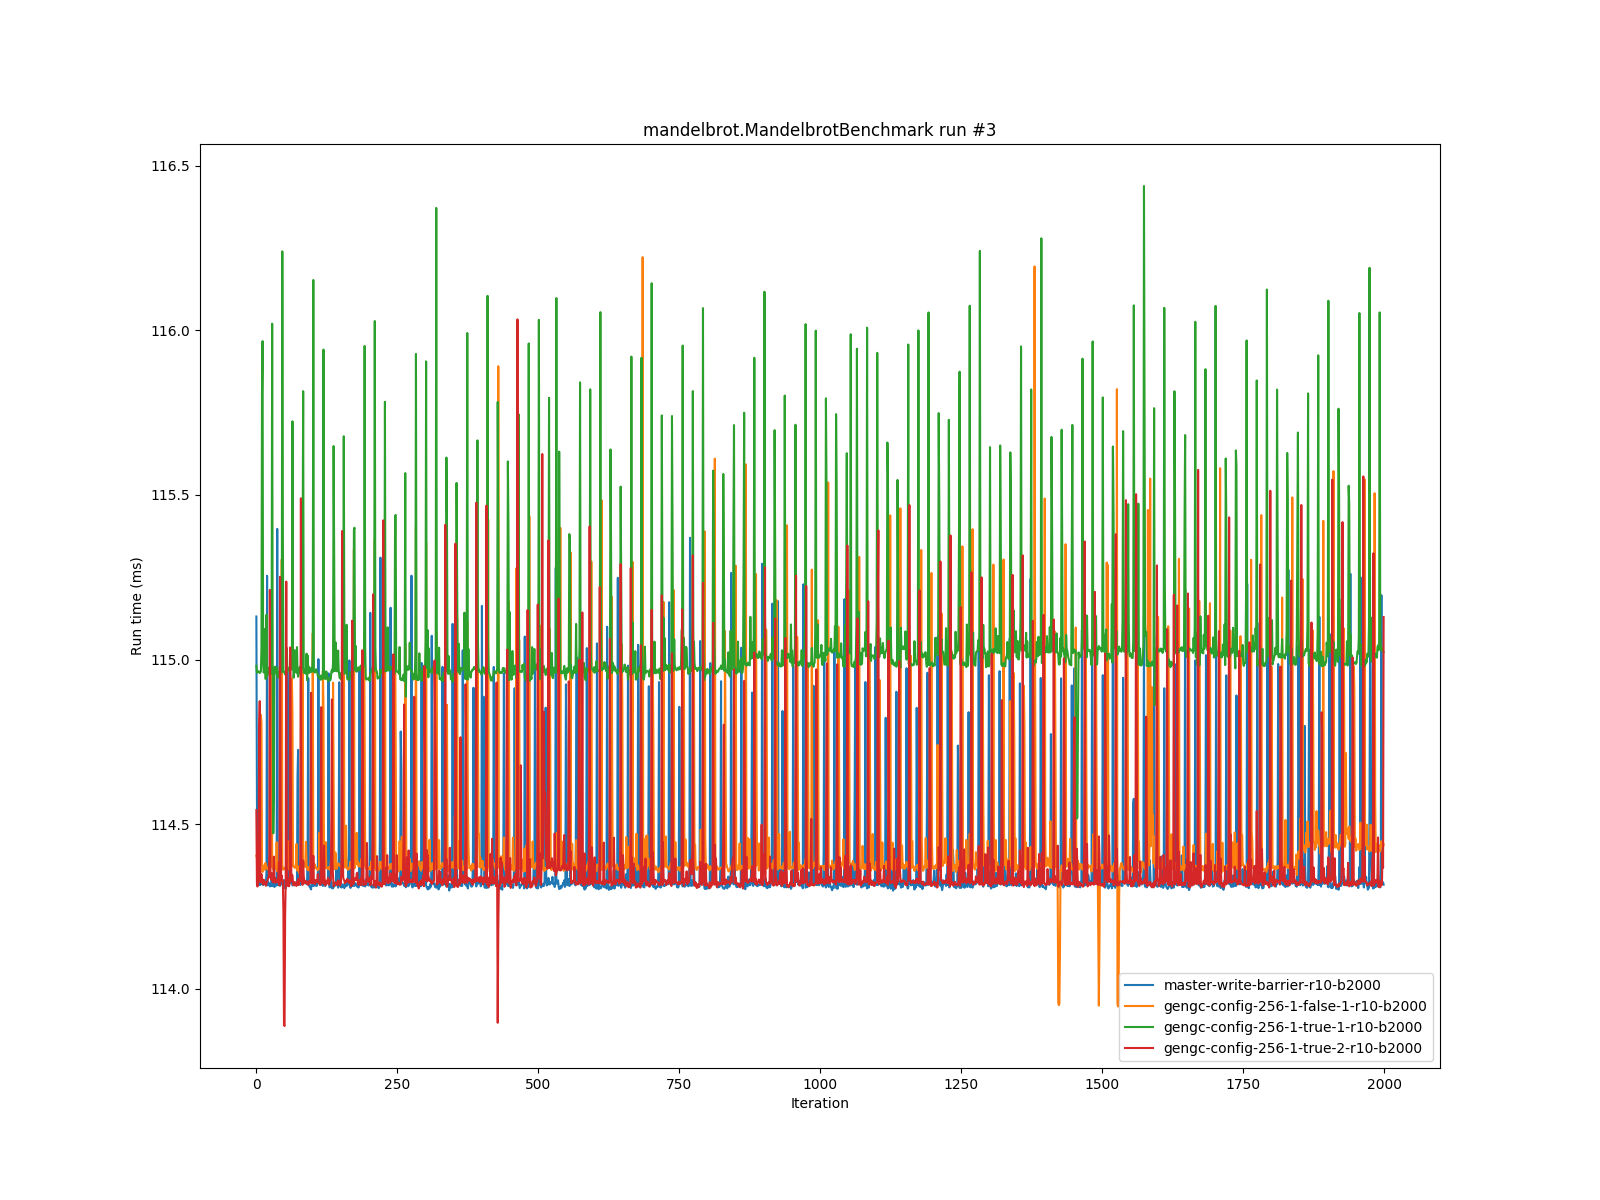 mandelbrot.MandelbrotBenchmark run #3
116.5
116.0
115.5
115.0
114.5
114.0
Run time (ms)
0 250 500 750 1000 1250 1500 1750 2000
Iteration
master-write-barrier-r10-b2000
gengc-config-256-1-false-1-r10-b2000
gengc-config-256-1-true-1-r10-b2000
gengc-config-256-1-true-2-r10-b2000